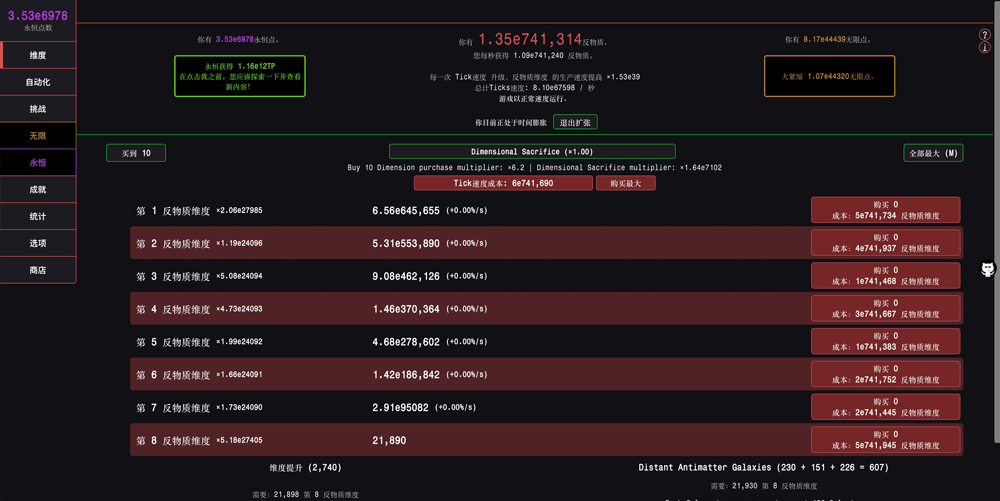 3.53e6978
永恒点数
维度
自动化
挑战
无限
永恒
成就
统计
选项
商店
你有 3.53e6978永恒点。
永恒获得 1.16e12TP
在点击我之前，您应该探索一下并查看
新内容！
你有 1.35e741,314反物质。
您每秒获得 1.09e741,240 反物质。
每一次 Tick速度 升级，反物质维度 的生产速度提高 ×1.53e39
总计Ticks速度: 8.10e67598 / 秒
游戏以正常速度运行。
你目前正处于时间膨胀 退出扩张
你有 8.17e44439无限点。
大紧缩 1.07e44320无限点。
?
i
买到 10
Dimensional Sacrifice (×1.00)
全部最大 (M)
Buy 10 Dimension purchase multiplier: ×6.2 | Dimensional Sacrifice multiplier: ×1.64e7102
Tick速度成本: 6e741,690 购买最大
第 1 反物质维度 ×2.06e27985 6.56e645,655 (+0.00%/s) 购买 0
成本: 5e741,734 反物质维度
第 2 反物质维度 ×1.19e24096 5.31e553,890 (+0.00%/s) 购买 0
成本: 4e741,937 反物质维度
第 3 反物质维度 ×5.08e24094 9.08e462,126 (+0.00%/s) 购买 0
成本: 1e741,468 反物质维度
第 4 反物质维度 ×4.73e24093 1.46e370,364 (+0.00%/s) 购买 0
成本: 3e741,667 反物质维度
第 5 反物质维度 ×1.99e24092 4.68e278,602 (+0.00%/s) 购买 0
成本: 1e741,383 反物质维度
第 6 反物质维度 ×1.66e24091 1.42e186,842 (+0.00%/s) 购买 0
成本: 2e741,752 反物质维度
第 7 反物质维度 ×1.73e24090 2.91e95082 (+0.00%/s) 购买 0
成本: 2e741,445 反物质维度
第 8 反物质维度 ×5.18e27405 21,890 购买 0
成本: 5e741,945 反物质维度
维度提升 (2,740)
需要: 21,898 第 8 反物质维度
Distant Antimatter Galaxies (230 + 151 + 226 = 607)
需要: 21,930 第 8 反物质维度